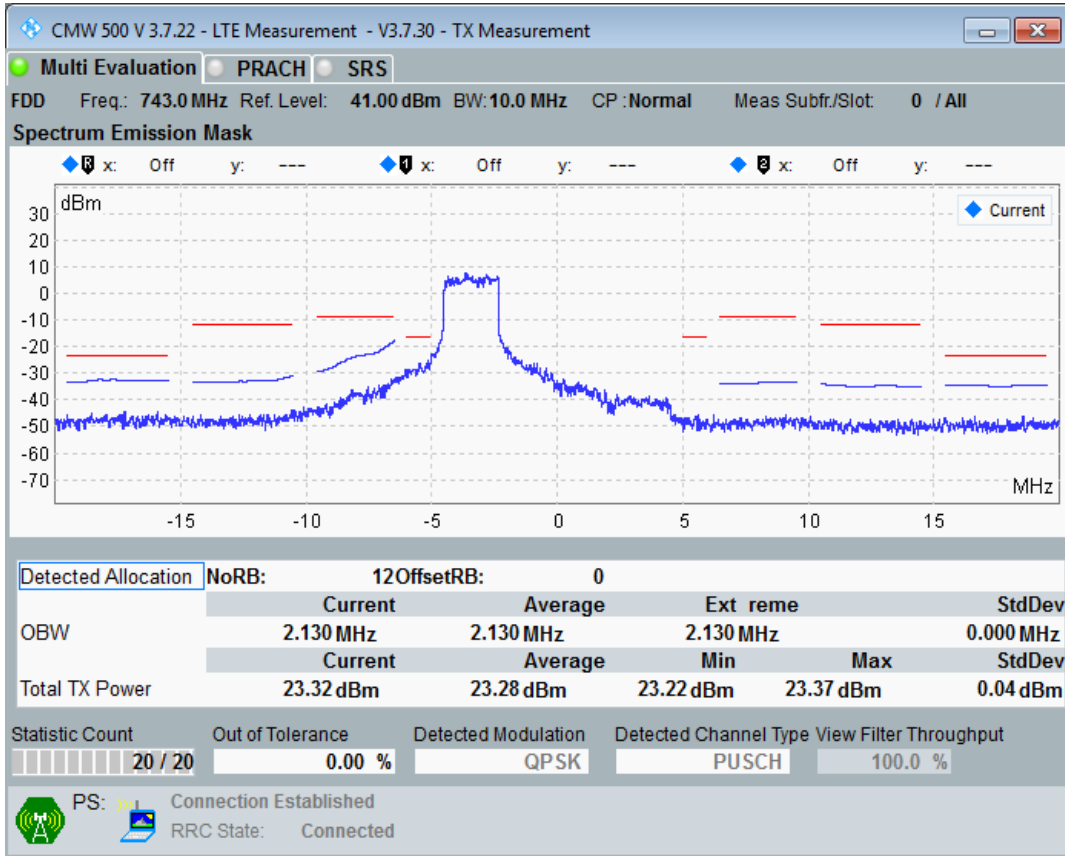 CMW 500 V 3.7.22 - LTE Measurement - V3.7.30 - TX Measurement
Multi Evaluation PRACH SRS
FDD Freq.: 743.0 MHz Ref. Level: 41.00 dBm BW: 10.0 MHz CP : Normal Meas Subfr./Slot: 0 / All
Spectrum Emission Mask
R x: Off y: --- 1 x: Off y: --- 2 x: Off y: ---
dBm
Current
30
20
10
0
-10
-20
-30
-40
-50
-60
-70
MHz
-15 -10 -5 0 5 10 15
Detected Allocation NoRB: 12 OffsetRB: 0
Current Average Ext reme StdDev
OBW 2.130 MHz 2.130 MHz 2.130 MHz 0.000 MHz
Current Average Min Max StdDev
Total TX Power 23.32 dBm 23.28 dBm 23.22 dBm 23.37 dBm 0.04 dBm
Statistic Count Out of Tolerance Detected Modulation Detected Channel Type View Filter Throughput
20 / 20 0.00 % QPSK PUSCH 100.0 %
PS: Connection Established
RRC State: Connected